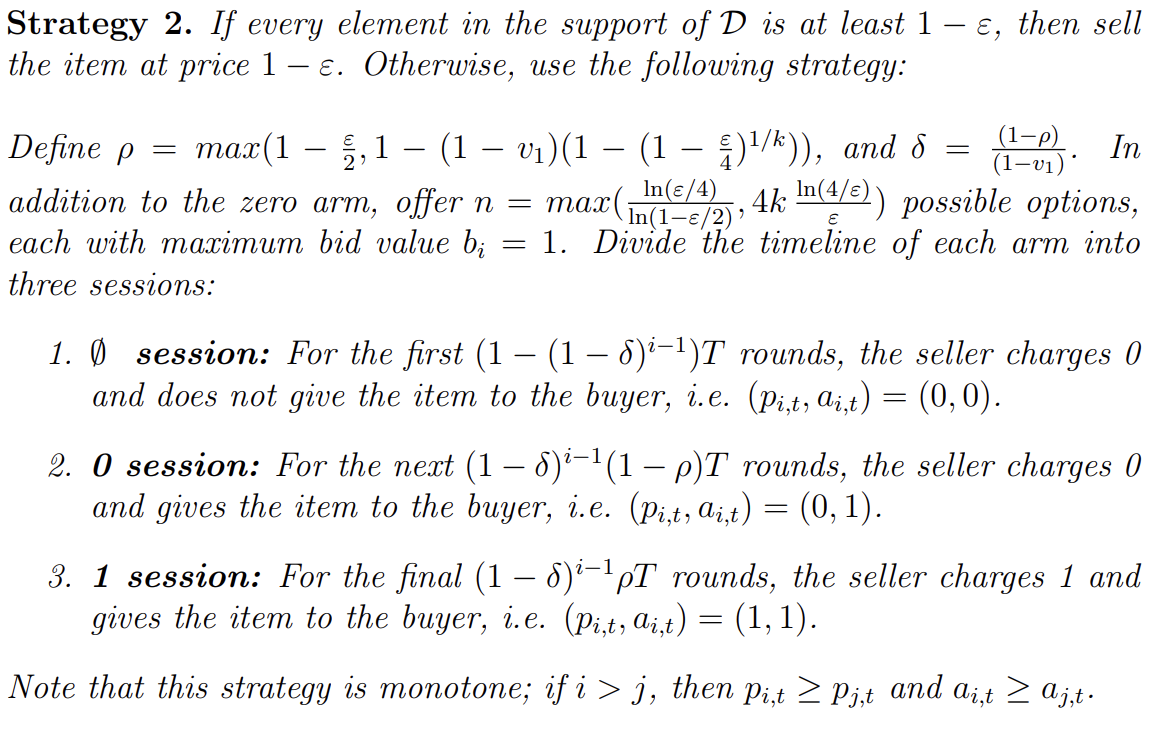 Strategy 2. If every element in the support of 𝒟 is at least 1 − ε, then sell
the item at price 1 − ε. Otherwise, use the following strategy:
Define ρ = max(1 − ε/2, 1 − (1 − v₁)(1 − (1 − ε/4)^{1/k})), and δ = (1−ρ)/(1−v₁). In
addition to the zero arm, offer n = max(ln(ε/4)/ln(1−ε/2), 4k ln(4/ε)/ε) possible options,
each with maximum bid value b_i = 1. Divide the timeline of each arm into
three sessions:
1. ∅ session: For the first (1 − (1 − δ)^{i−1})T rounds, the seller charges 0
and does not give the item to the buyer, i.e. (p_{i,t}, a_{i,t}) = (0, 0).
2. 0 session: For the next (1 − δ)^{i−1}(1 − ρ)T rounds, the seller charges 0
and gives the item to the buyer, i.e. (p_{i,t}, a_{i,t}) = (0, 1).
3. 1 session: For the final (1 − δ)^{i−1}ρT rounds, the seller charges 1 and
gives the item to the buyer, i.e. (p_{i,t}, a_{i,t}) = (1, 1).
Note that this strategy is monotone; if i > j, then p_{i,t} ≥ p_{j,t} and a_{i,t} ≥ a_{j,t}.